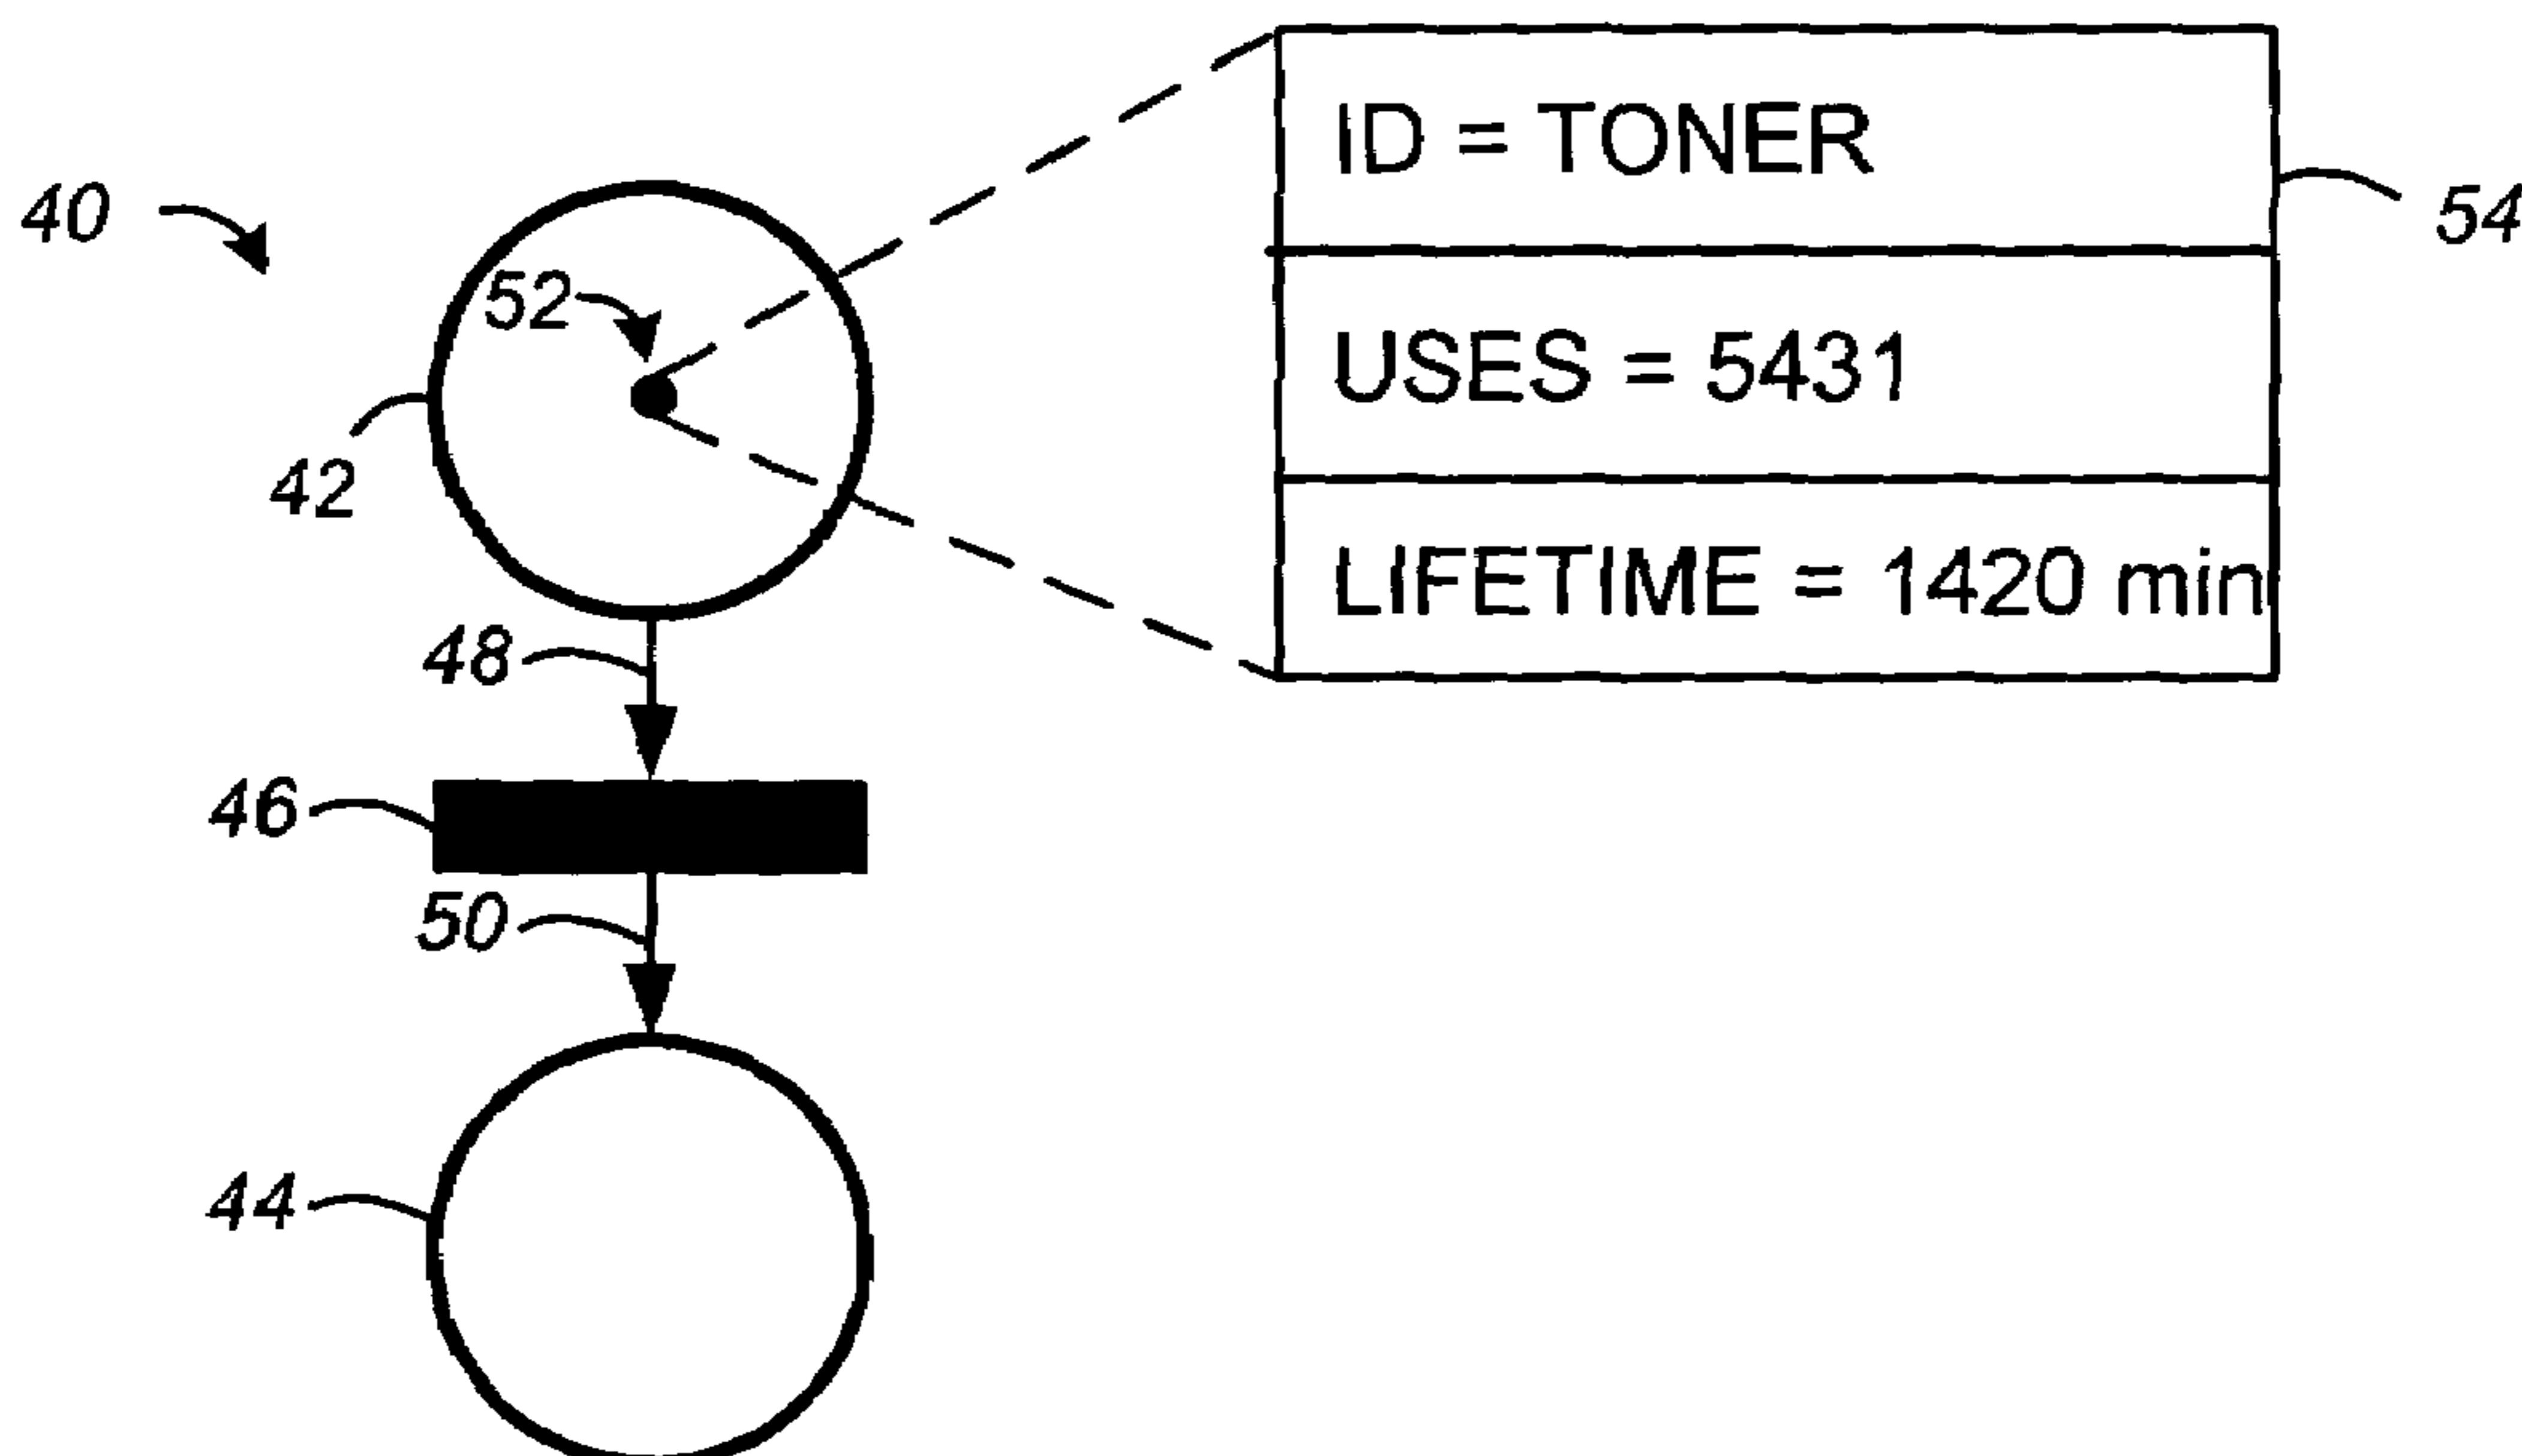 40
52
42
48
46
50
44
ID = TONER
USES = 5431
LIFETIME = 1420 min
54